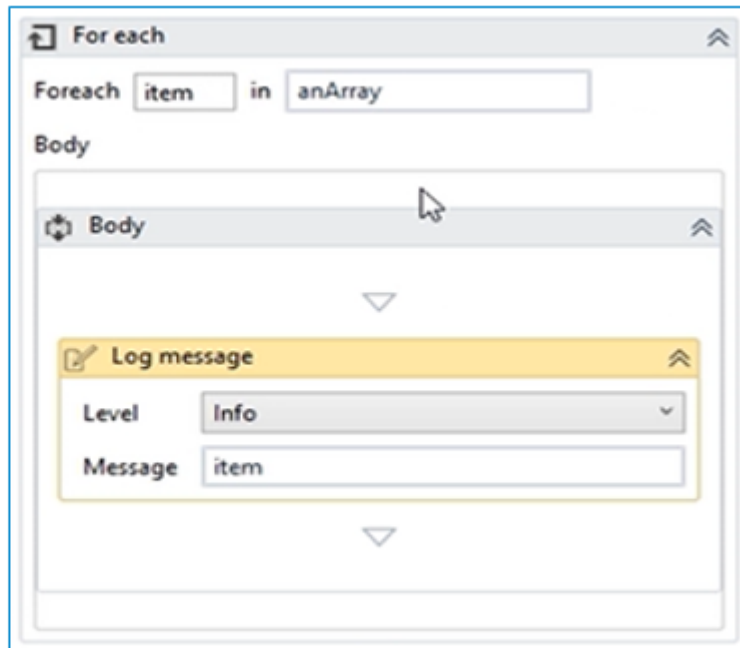 For each
Foreach item in anArray
Body
Body
Log message
Level Info
Message item